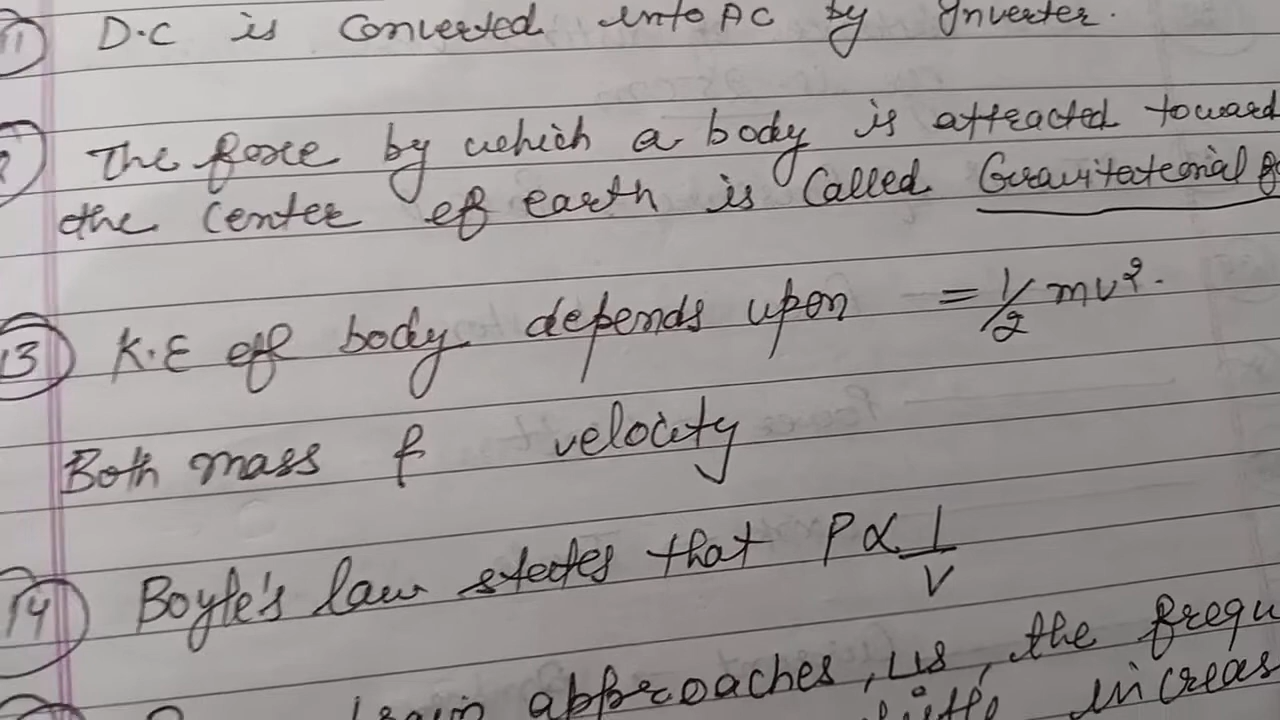 11 D.C is converted into AC by Inverter.
The force by which a body is attracted toward
the center of earth is called Gravitational
13 K.E of body depends upon = 1/2 mv².
Both mass & velocity
14 Boyle's law states that P ∝ 1/V
approaches, us, the frequ
increas